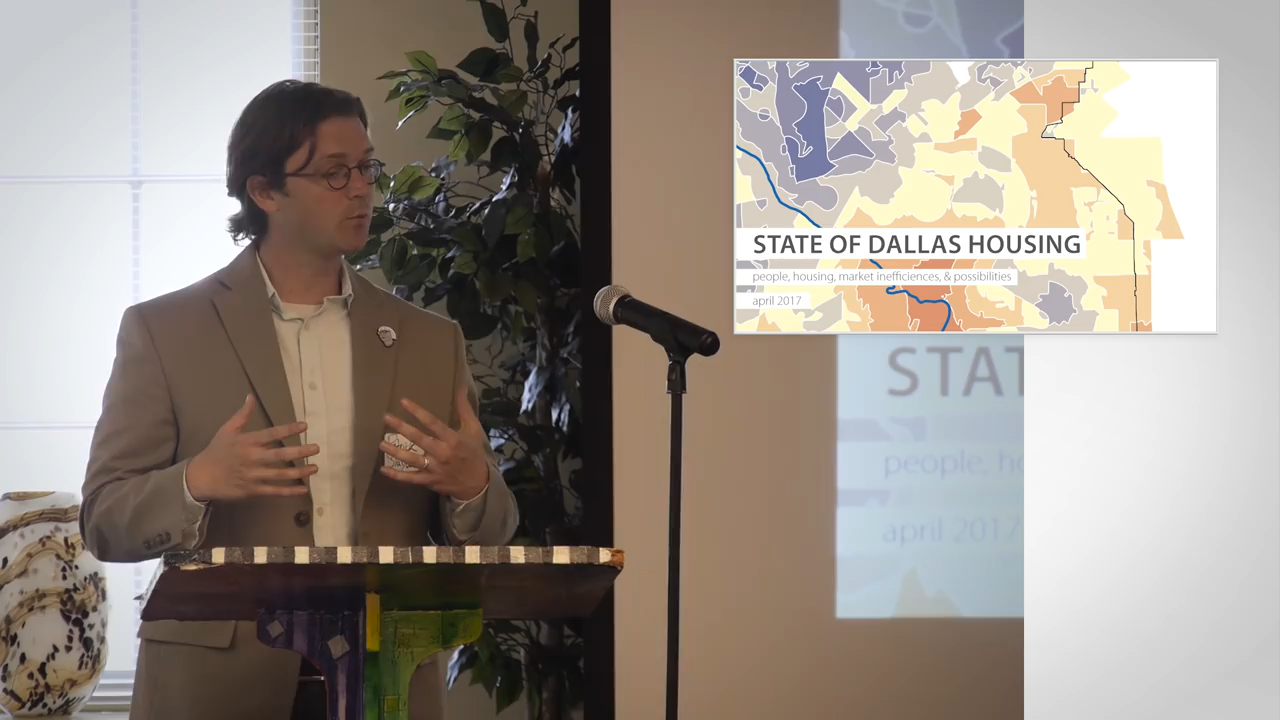 STATE OF DALLAS HOUSING
people, housing, market inefficiences, & possibilities
april 2017
STAT
people, ho
april 2017